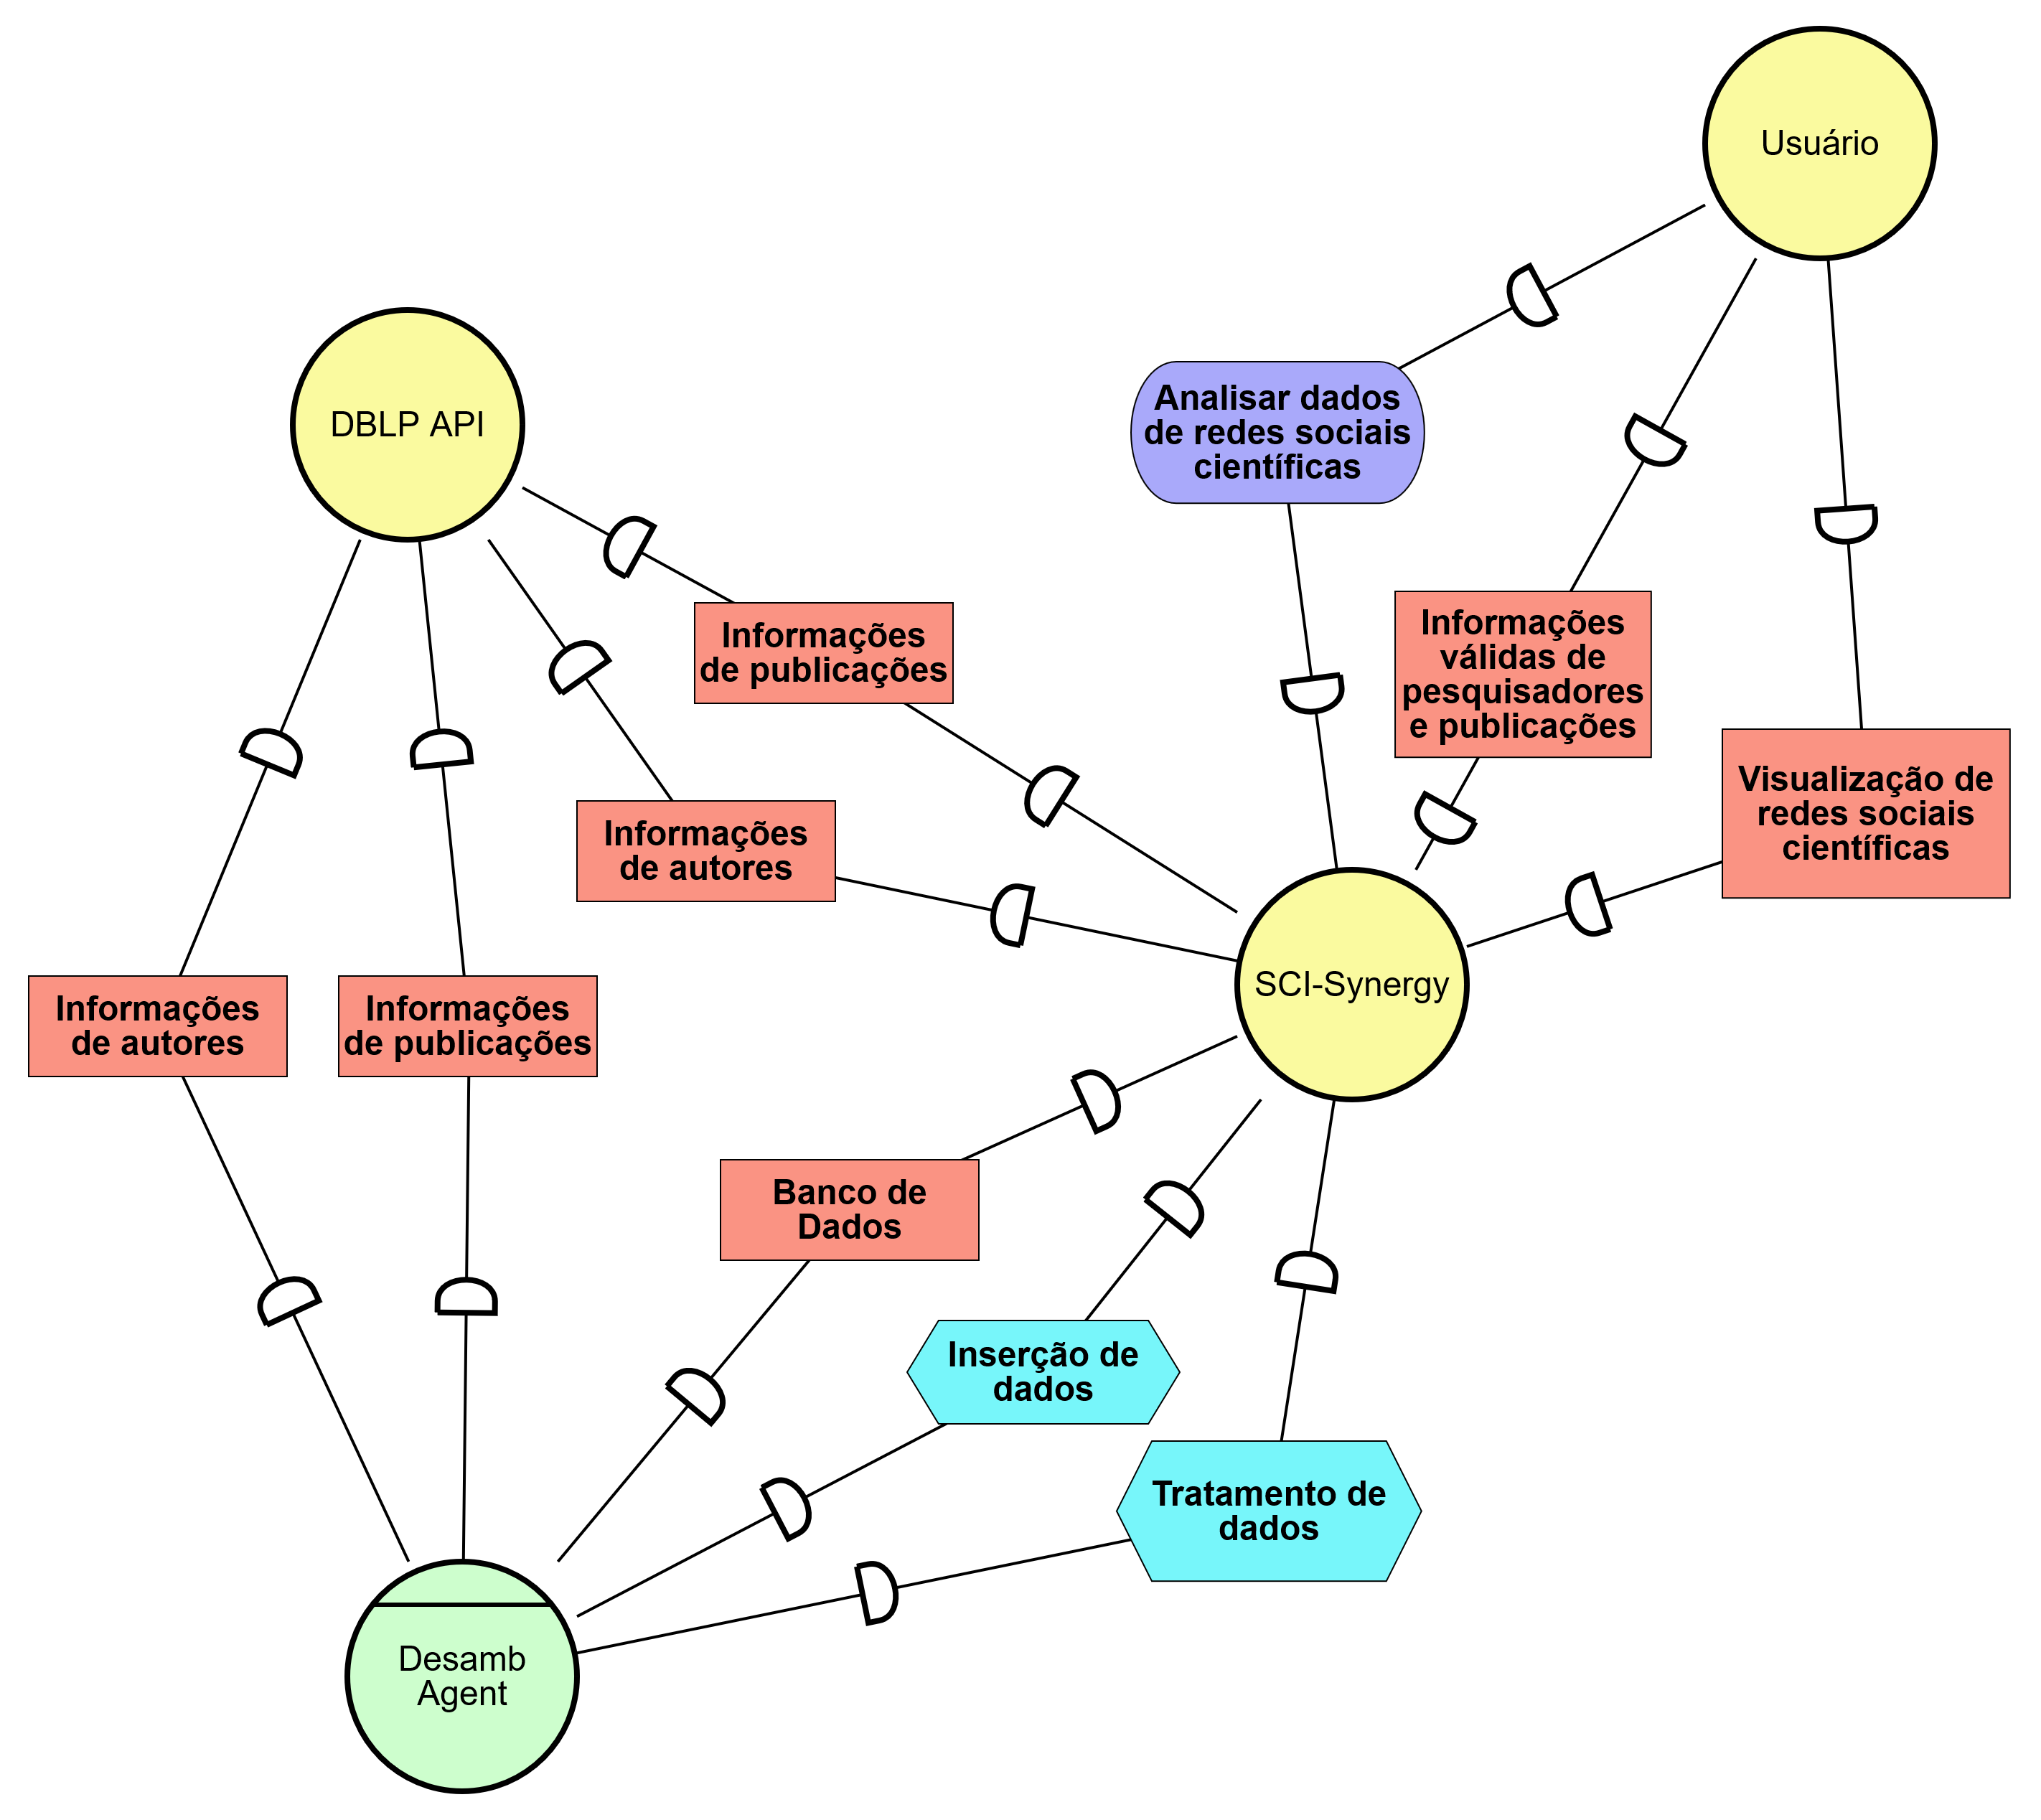 Usuário
DBLP API
Analisar dados
de redes sociais
científicas
Informações
de publicações
Informações
válidas de
pesquisadores
e publicações
Visualização de
redes sociais
científicas
Informações
de autores
SCI-Synergy
Informações
de autores
Informações
de publicações
Banco de
Dados
Inserção de
dados
Tratamento de
dados
Desamb
Agent